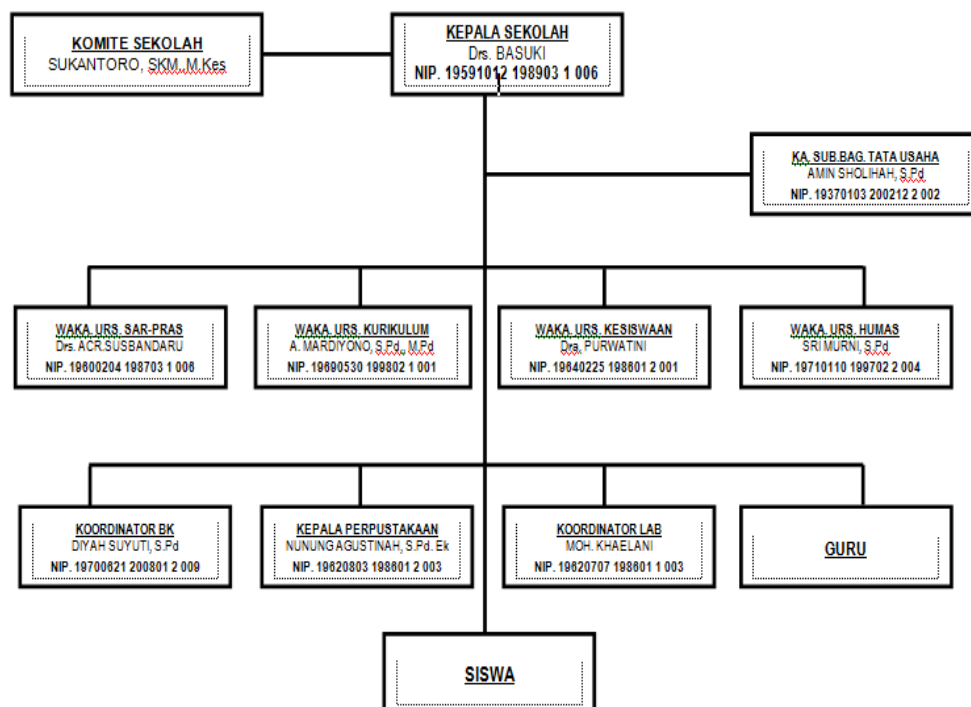 KOMITE SEKOLAH
SUKANTORO, SKM., M.Kes
KEPALA SEKOLAH
Drs. BASUKI
NIP. 19591012 198903 1 006
KA. SUB.BAG. TATA USAHA
AMIN SHOLIHAH, S.Pd
NIP. 19370103 200212 2 002
WAKA. URS. SAR-PRAS
Drs. ACR.SUSBANDARU
NIP. 19600204 198703 1 006
WAKA. URS. KURIKULUM
A. MARDIYONO, S.Pd., M.Pd
NIP. 19690530 199802 1 001
WAKA. URS. KESISWAAN
Dra. PURWATINI
NIP. 19640225 198601 2 001
WAKA. URS. HUMAS
SRI MURNI, S.Pd
NIP. 19710110 199702 2 004
KOORDINATOR BK
DIYAH SUYUTI, S.Pd
NIP. 19700621 200801 2 009
KEPALA PERPUSTAKAAN
NUNUNG AGUSTINAH, S.Pd. Ek
NIP. 19620803 198601 2 003
KOORDINATOR LAB
MOH. KHAELANI
NIP. 19620707 198601 1 003
GURU
SISWA